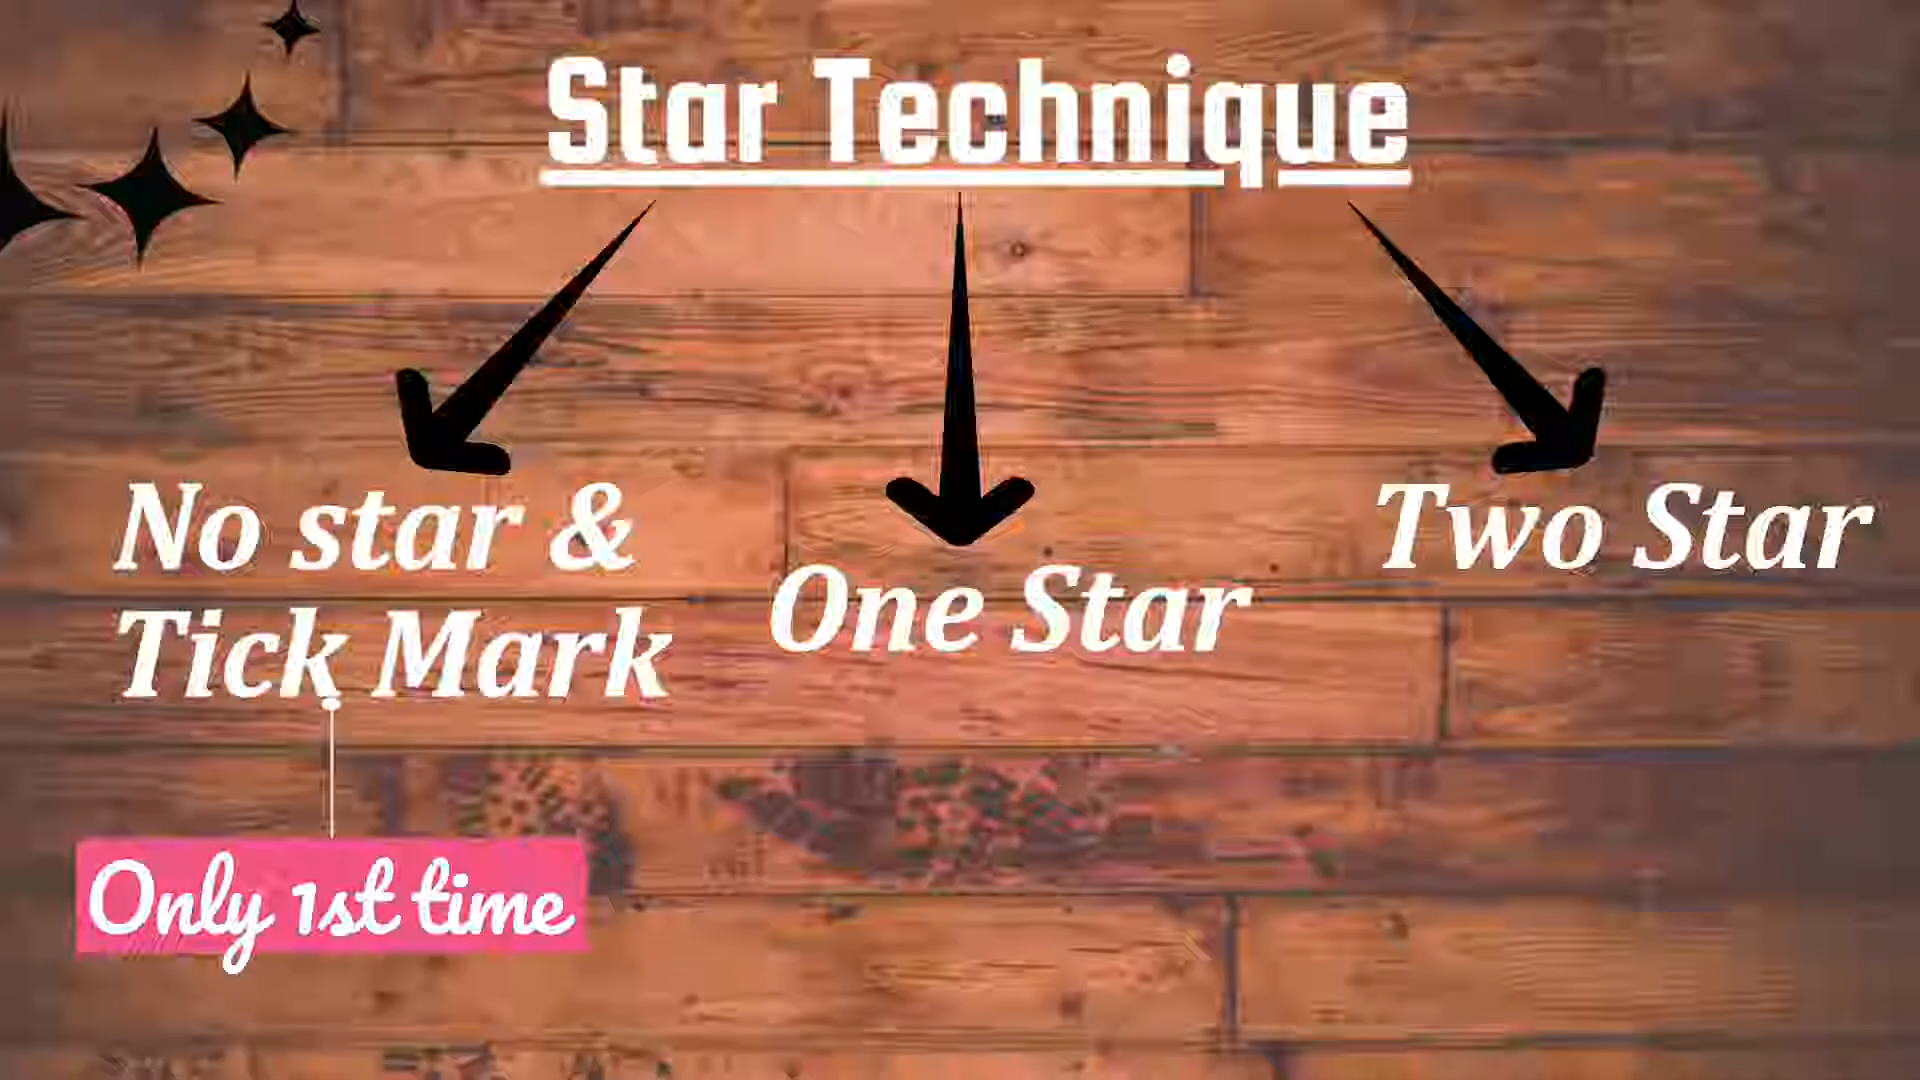 Star Technique
No star &
Tick Mark
One Star
Two Star
Only 1st time